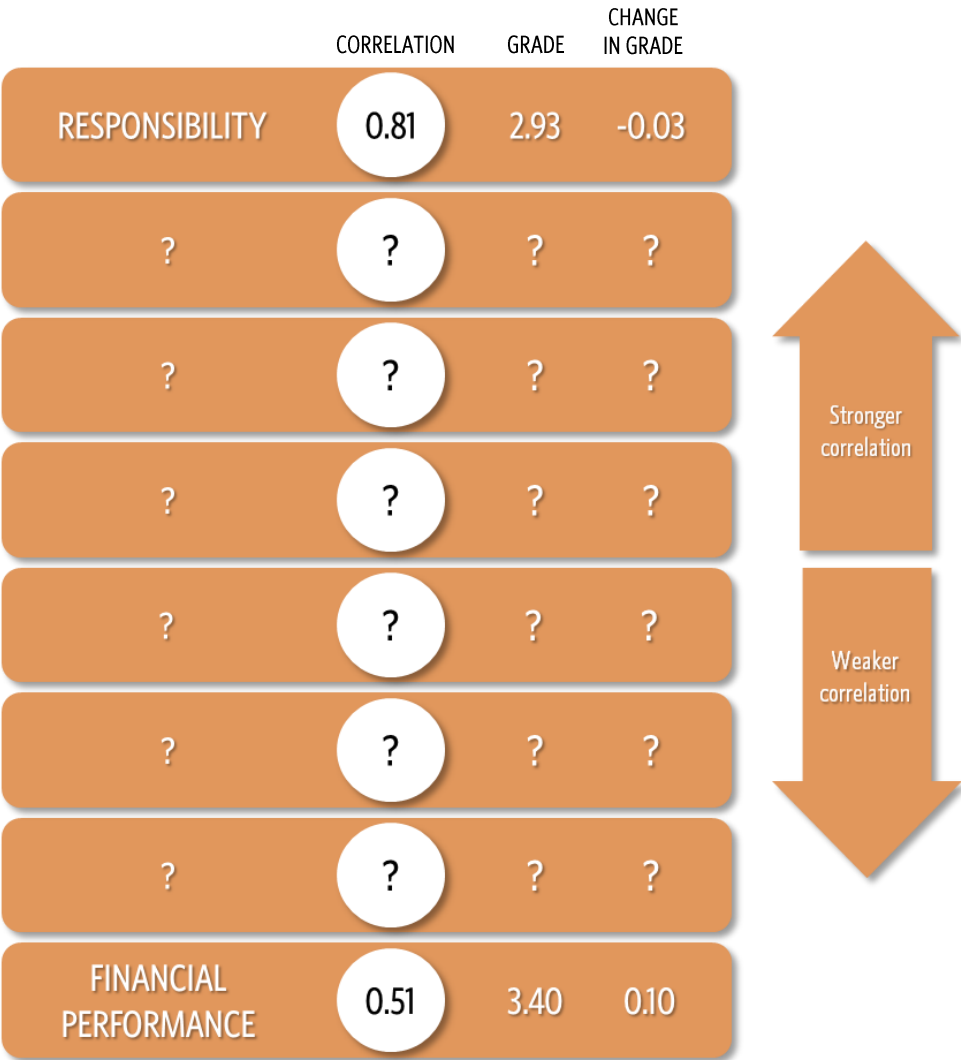 CORRELATION GRADE CHANGE
IN GRADE
RESPONSIBILITY 0.81 2.93 -0.03
? ? ? ?
? ? ? ?
? ? ? ?
? ? ? ?
? ? ? ?
? ? ? ?
FINANCIAL
PERFORMANCE 0.51 3.40 0.10
Stronger
correlation
Weaker
correlation